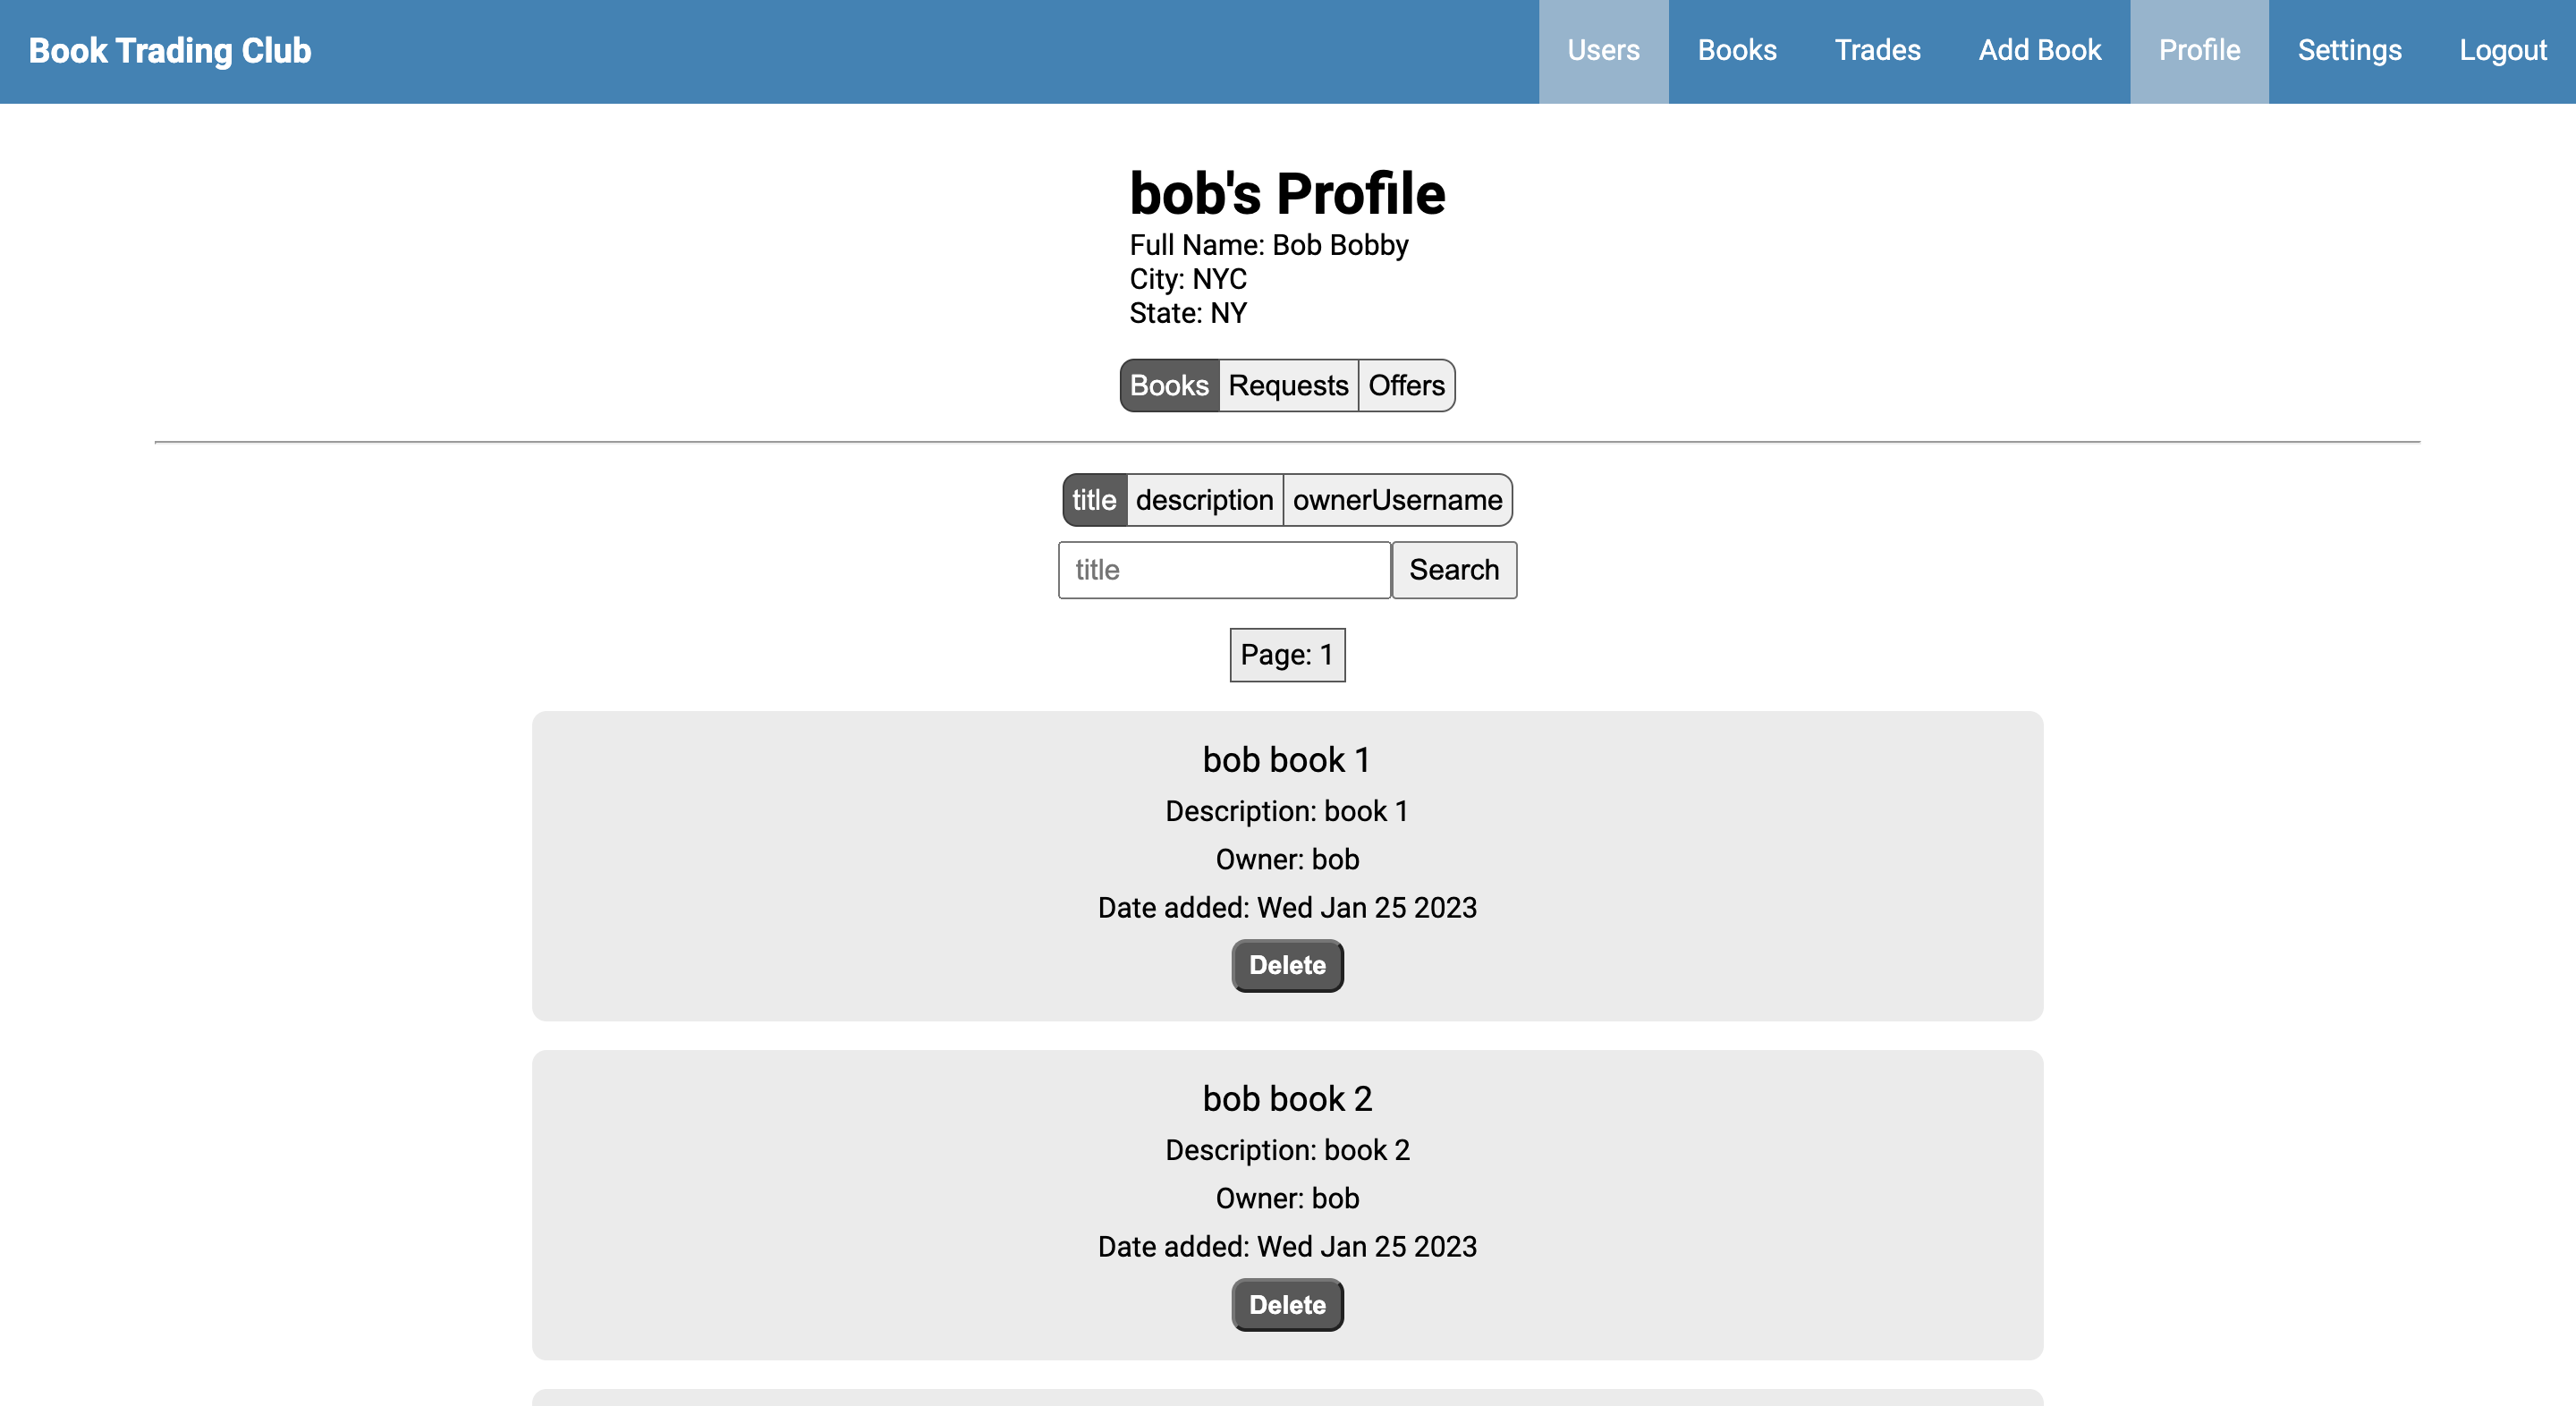 Book Trading Club
Users Books Trades Add Book Profile Settings Logout
bob's Profile
Full Name: Bob Bobby
City: NYC
State: NY
Books Requests Offers
title description ownerUsername
title Search
Page: 1
bob book 1
Description: book 1
Owner: bob
Date added: Wed Jan 25 2023
Delete
bob book 2
Description: book 2
Owner: bob
Date added: Wed Jan 25 2023
Delete